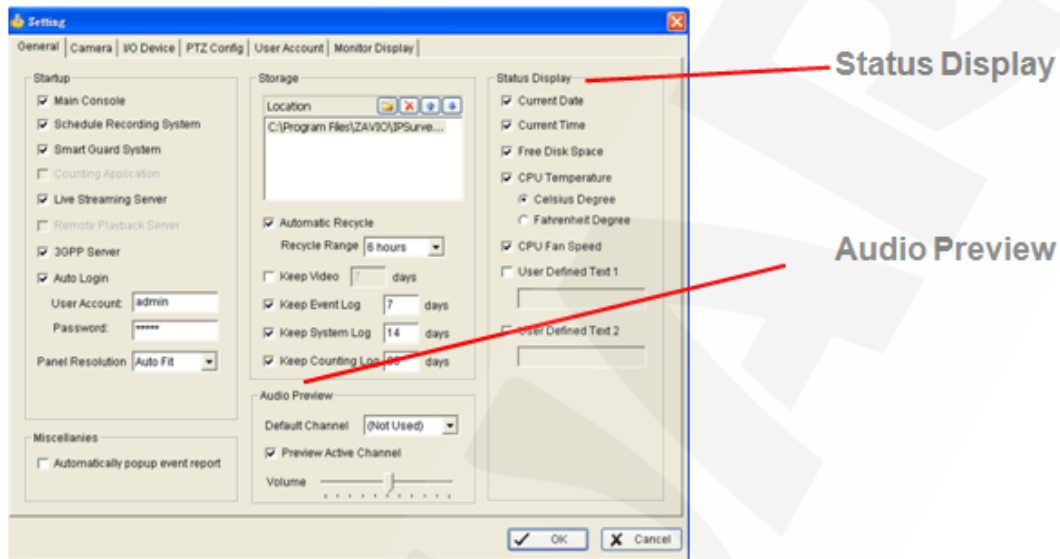 Setting
General Camera I/O Device PTZ Config User Account Monitor Display
Startup
Main Console
Schedule Recording System
Smart Guard System
Counting Application
Live Streaming Server
Remote Playback Server
3GPP Server
Auto Login
User Account: admin
Password: *****
Panel Resolution Auto Fit
Miscellanies
Automatically popup event report
Storage
Location
C:\Program Files\ZAVIO\IPSurve...
Automatic Recycle
Recycle Range 6 hours
Keep Video 7 days
Keep Event Log 7 days
Keep System Log 14 days
Keep Counting Log days
Audio Preview
Default Channel (Not Used)
Preview Active Channel
Volume
Status Display
Current Date
Current Time
Free Disk Space
CPU Temperature
Celsius Degree
Fahrenheit Degree
CPU Fan Speed
User Defined Text 1
User Defined Text 2
OK Cancel
Status Display
Audio Preview